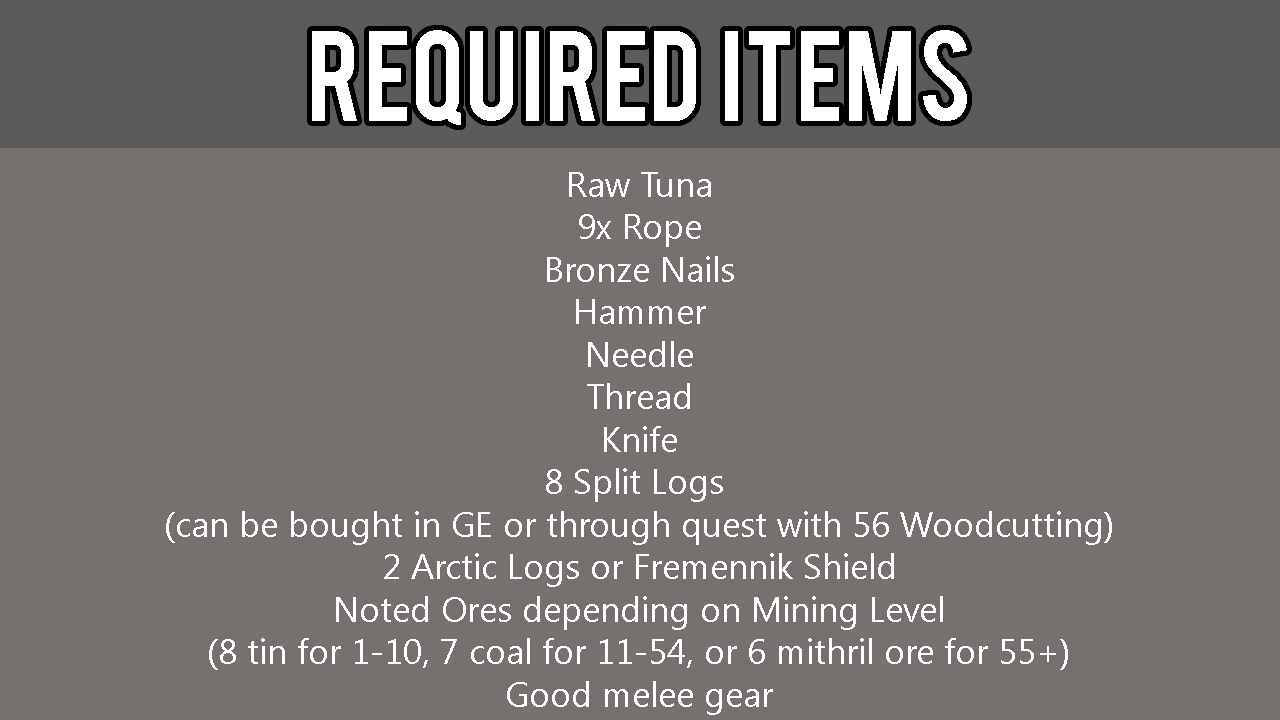 REQUIRED ITEMS
Raw Tuna
9x Rope
Bronze Nails
Hammer
Needle
Thread
Knife
8 Split Logs
(can be bought in GE or through quest with 56 Woodcutting)
2 Arctic Logs or Fremennik Shield
Noted Ores depending on Mining Level
(8 tin for 1-10, 7 coal for 11-54, or 6 mithril ore for 55+)
Good melee gear